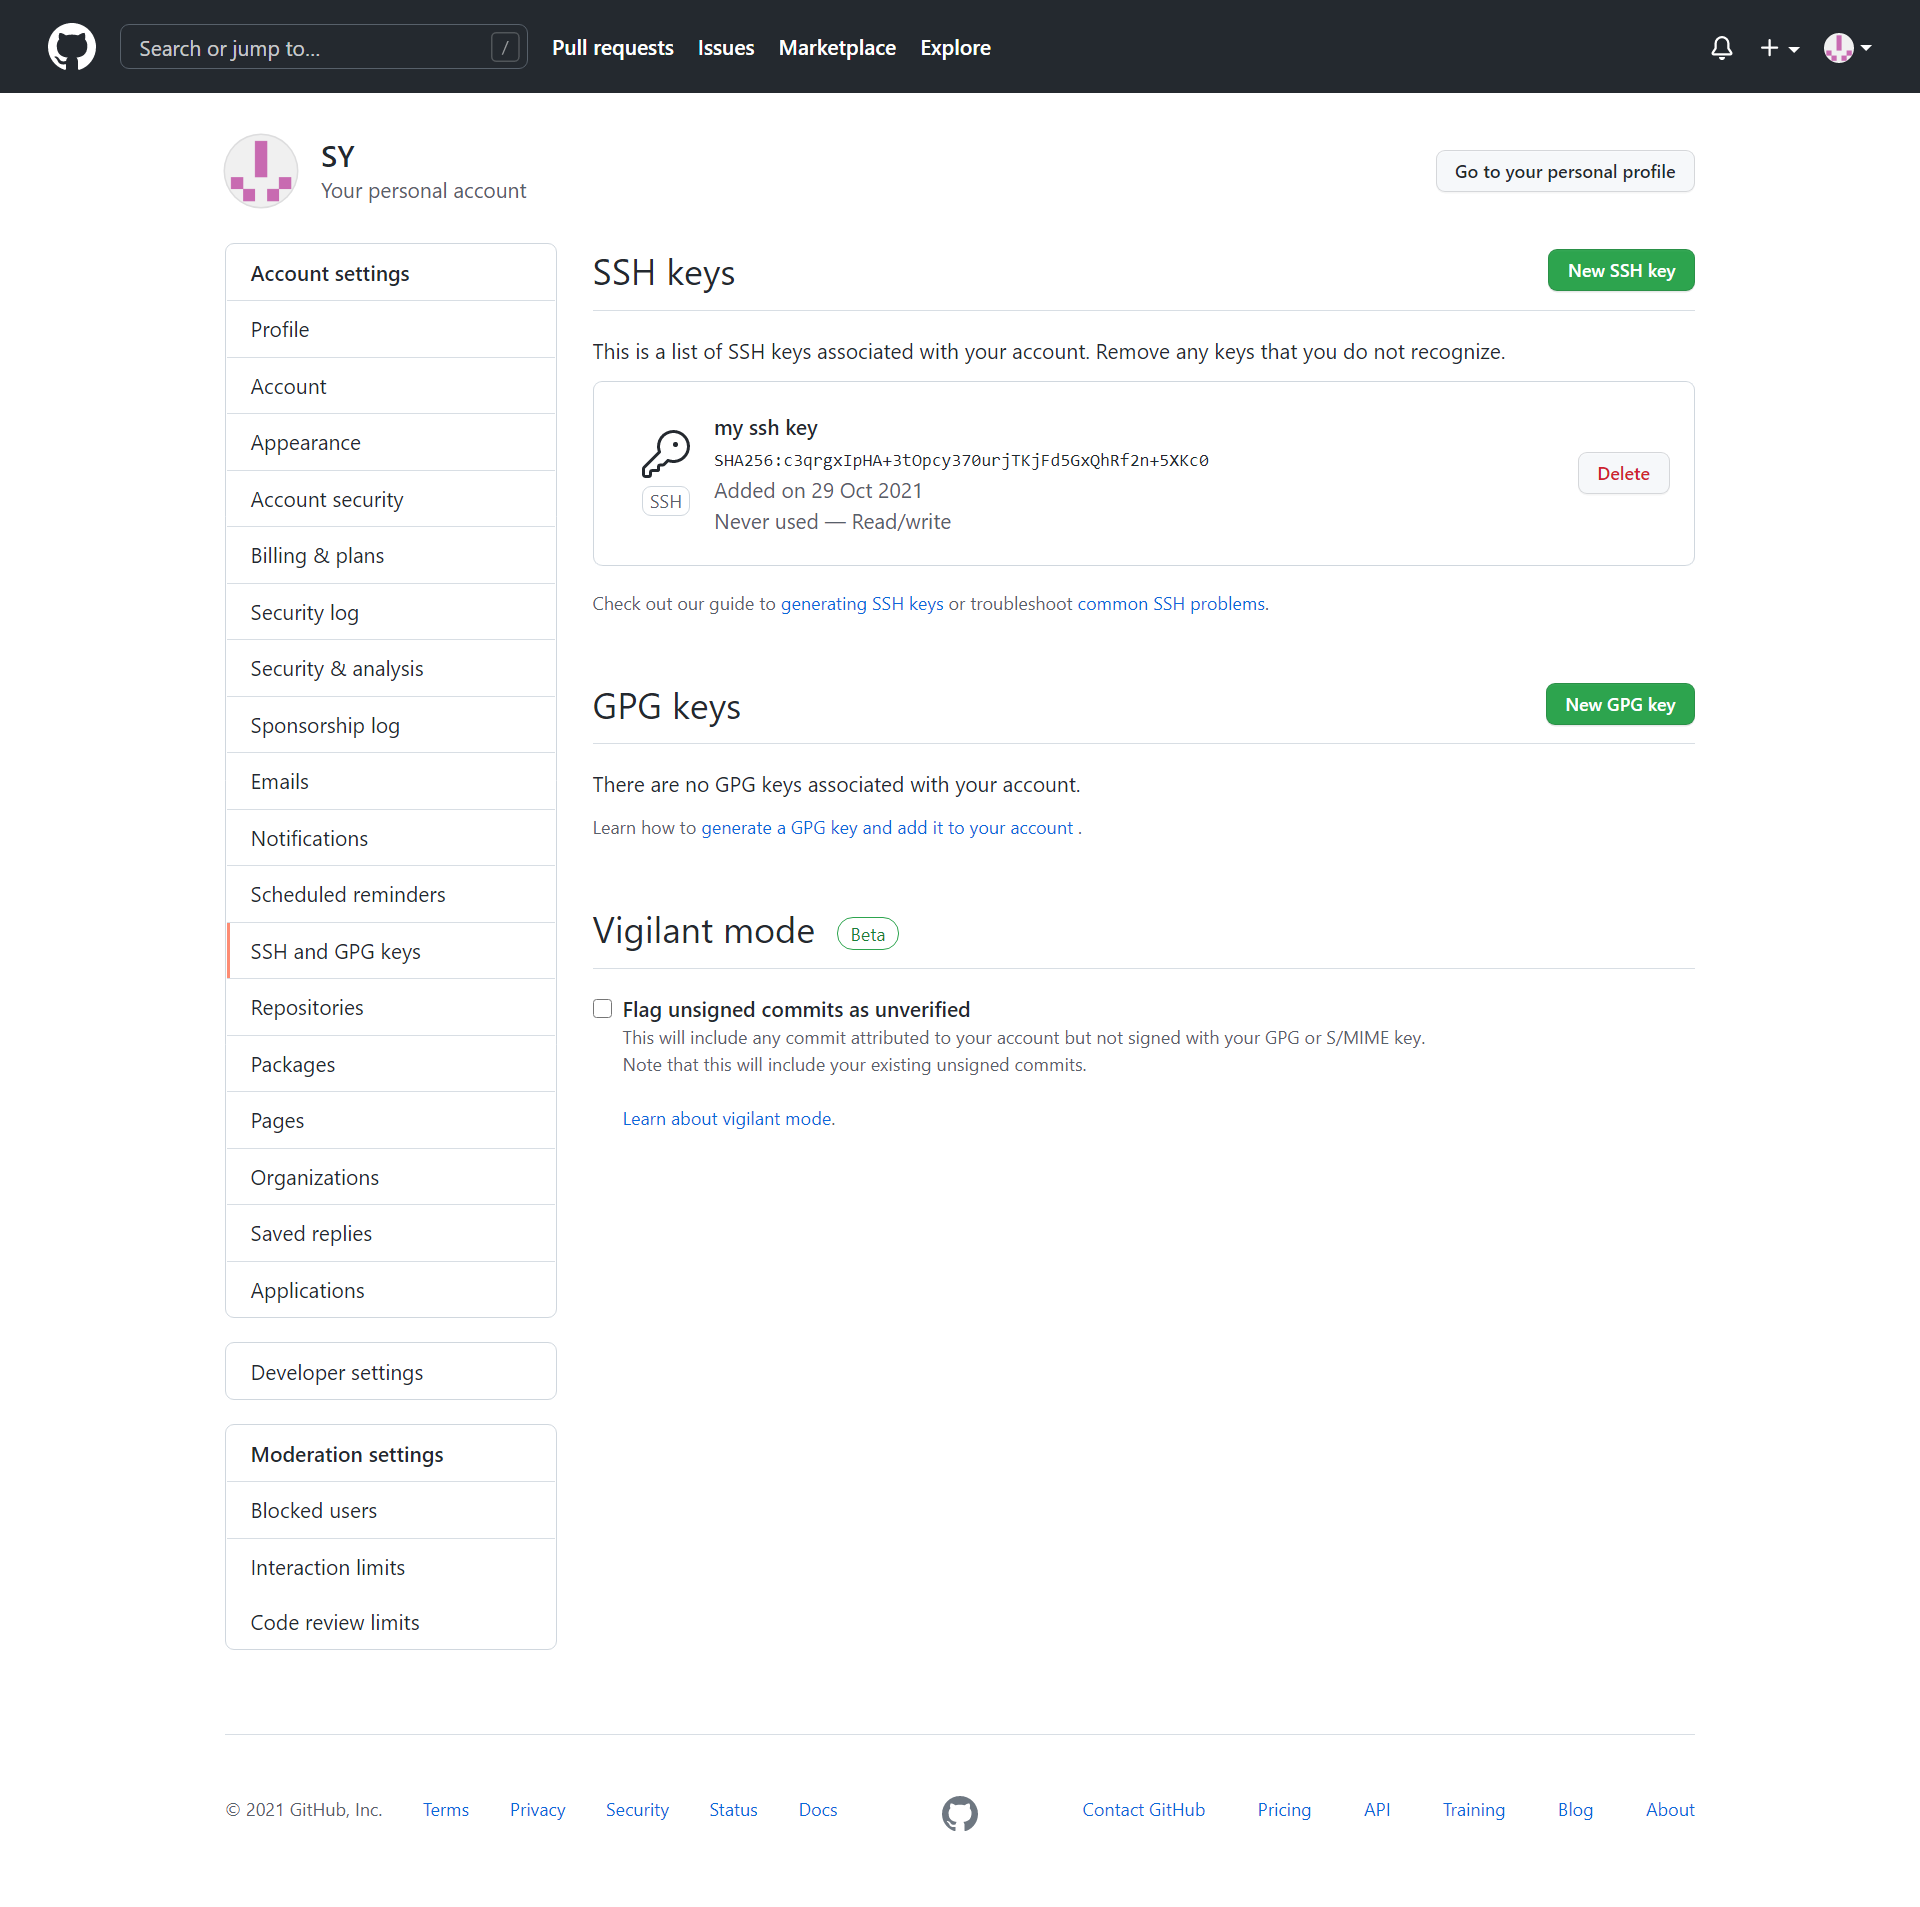 Search or jump to...
/
Pull requests
Issues
Marketplace
Explore
SY
Your personal account
Go to your personal profile
Account settings
Profile
Account
Appearance
Account security
Billing & plans
Security log
Security & analysis
Sponsorship log
Emails
Notifications
Scheduled reminders
SSH and GPG keys
Repositories
Packages
Pages
Organizations
Saved replies
Applications
Developer settings
Moderation settings
Blocked users
Interaction limits
Code review limits
SSH keys
New SSH key
This is a list of SSH keys associated with your account. Remove any keys that you do not recognize.
my ssh key
SHA256:c3qrgxIpHA+3tOpcy370urjTKjFd5GxQhRf2n+5XKc0
SSH
Added on 29 Oct 2021
Never used — Read/write
Delete
Check out our guide to generating SSH keys or troubleshoot common SSH problems.
GPG keys
New GPG key
There are no GPG keys associated with your account.
Learn how to generate a GPG key and add it to your account .
Vigilant mode
Beta
Flag unsigned commits as unverified
This will include any commit attributed to your account but not signed with your GPG or S/MIME key.
Note that this will include your existing unsigned commits.
Learn about vigilant mode.
© 2021 GitHub, Inc.
Terms
Privacy
Security
Status
Docs
Contact GitHub
Pricing
API
Training
Blog
About